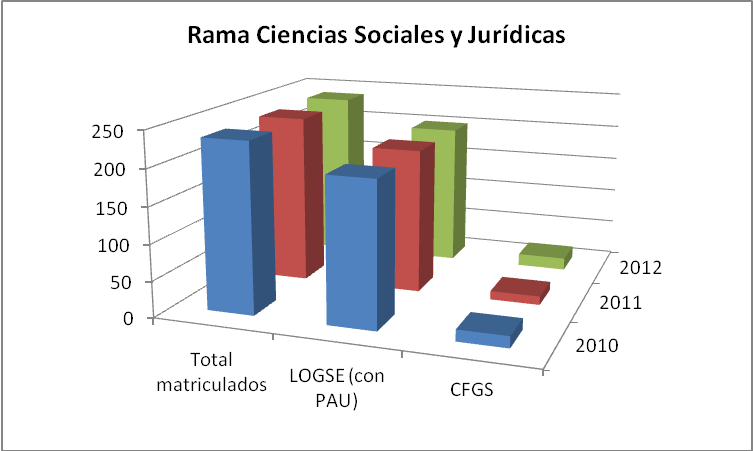 Rama Ciencias Sociales y Jurídicas
250
200
150
100
50
0
2012
2011
2010
Total
matriculados
LOGSE (con
PAU)
CFGS